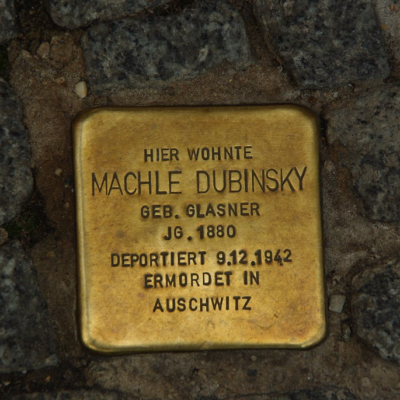 HIER WOHNTE
MACHLE DUBINSKY
GEB. GLASNER
JG. 1880
DEPORTIERT 9.12.1942
ERMORDET IN
AUSCHWITZ